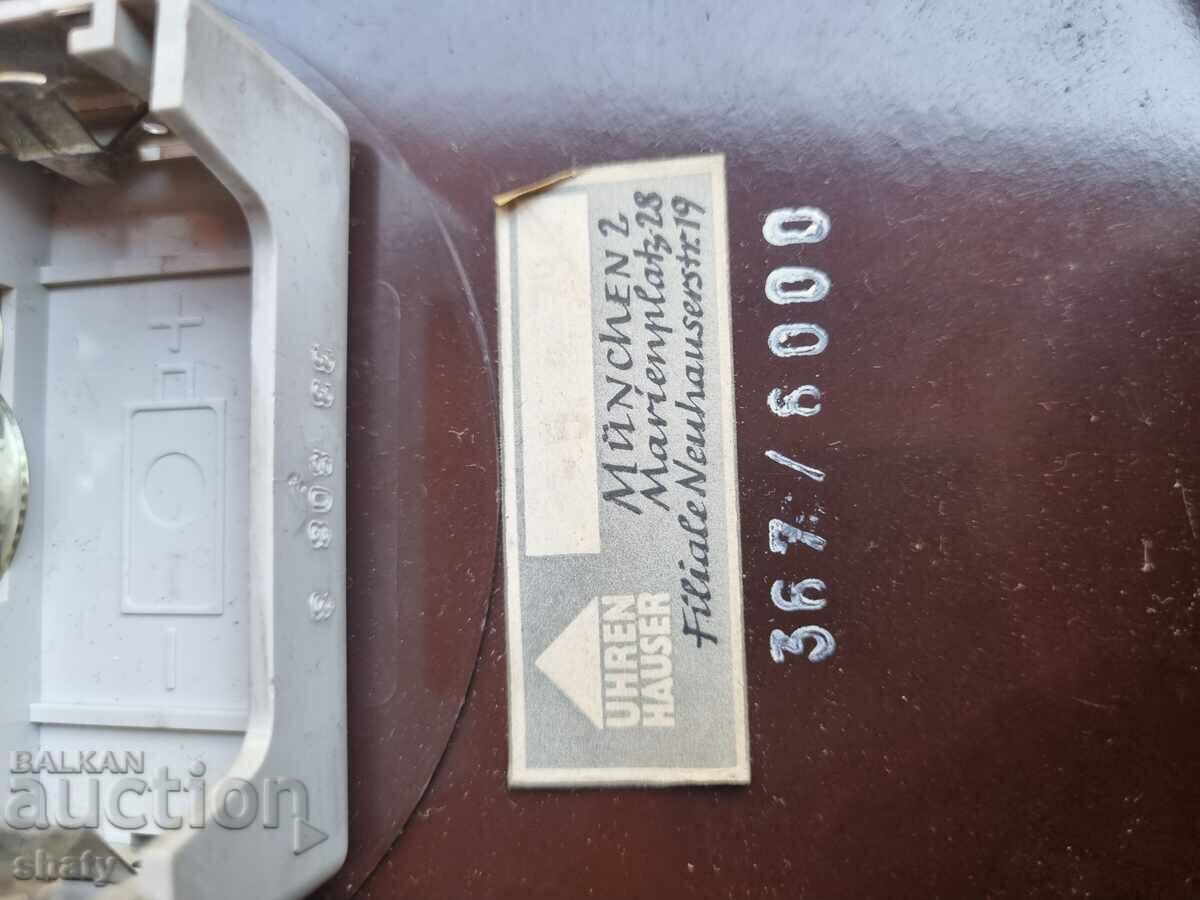 UHREN
HAUSER
MÜNCHEN 2
Marienplatz 28
Filiale Neuhauserstr. 19
367/6000
+
-
BALKAN
auction
shaty